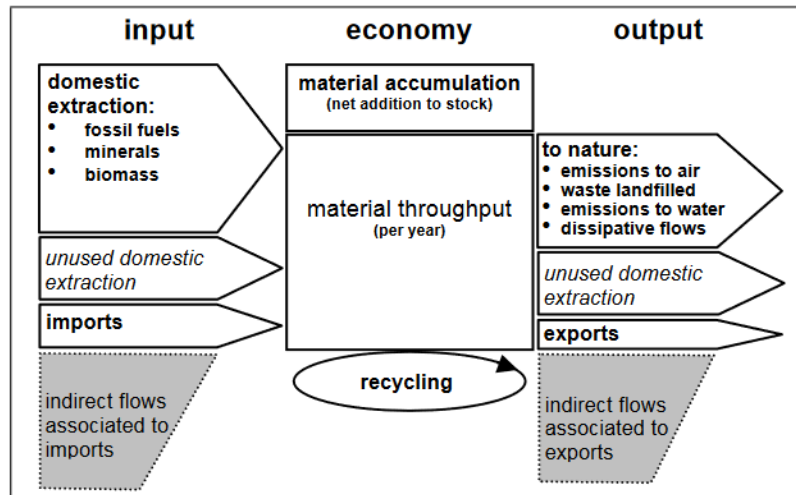 input
economy
output
domestic
extraction:
• fossil fuels
• minerals
• biomass
unused domestic
extraction
imports
indirect flows
associated to
imports
material accumulation
(net addition to stock)
material throughput
(per year)
recycling
to nature:
• emissions to air
• waste landfilled
• emissions to water
• dissipative flows
unused domestic
extraction
exports
indirect flows
associated to
exports